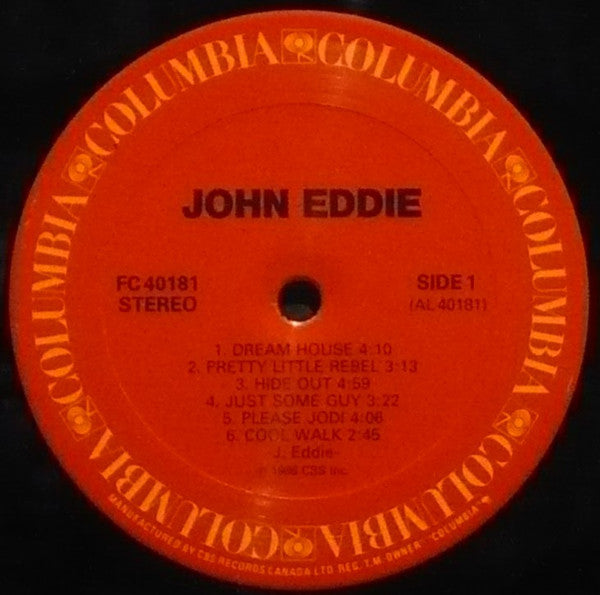 COLUMBIA COLUMBIA COLUMBIA COLUMBIA COLUMBIA COLUMBIA COLUMBIA COLUMBIA
JOHN EDDIE
FC 40181
STEREO
SIDE 1
(AL 40181)
1. DREAM HOUSE 4:10
2. PRETTY LITTLE REBEL 3:13
3. HIDE OUT 4:59
4. JUST SOME GUY 3:22
5. PLEASE JODI 4:06
6. COOL WALK 2:45
-J. Eddie-
℗ 1986 CBS Inc.
MANUFACTURED BY CBS RECORDS CANADA LTD. REG. T.M.-OWNER "COLUMBIA"